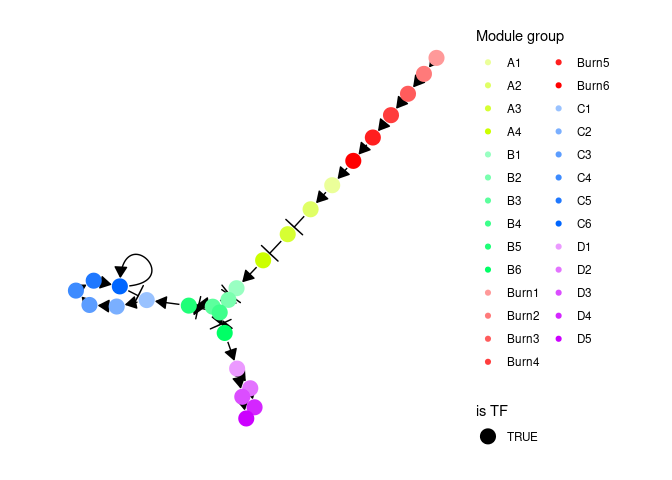 Module group
A1
A2
A3
A4
B1
B2
B3
B4
B5
B6
Burn1
Burn2
Burn3
Burn4
Burn5
Burn6
C1
C2
C3
C4
C5
C6
D1
D2
D3
D4
D5
is TF
TRUE